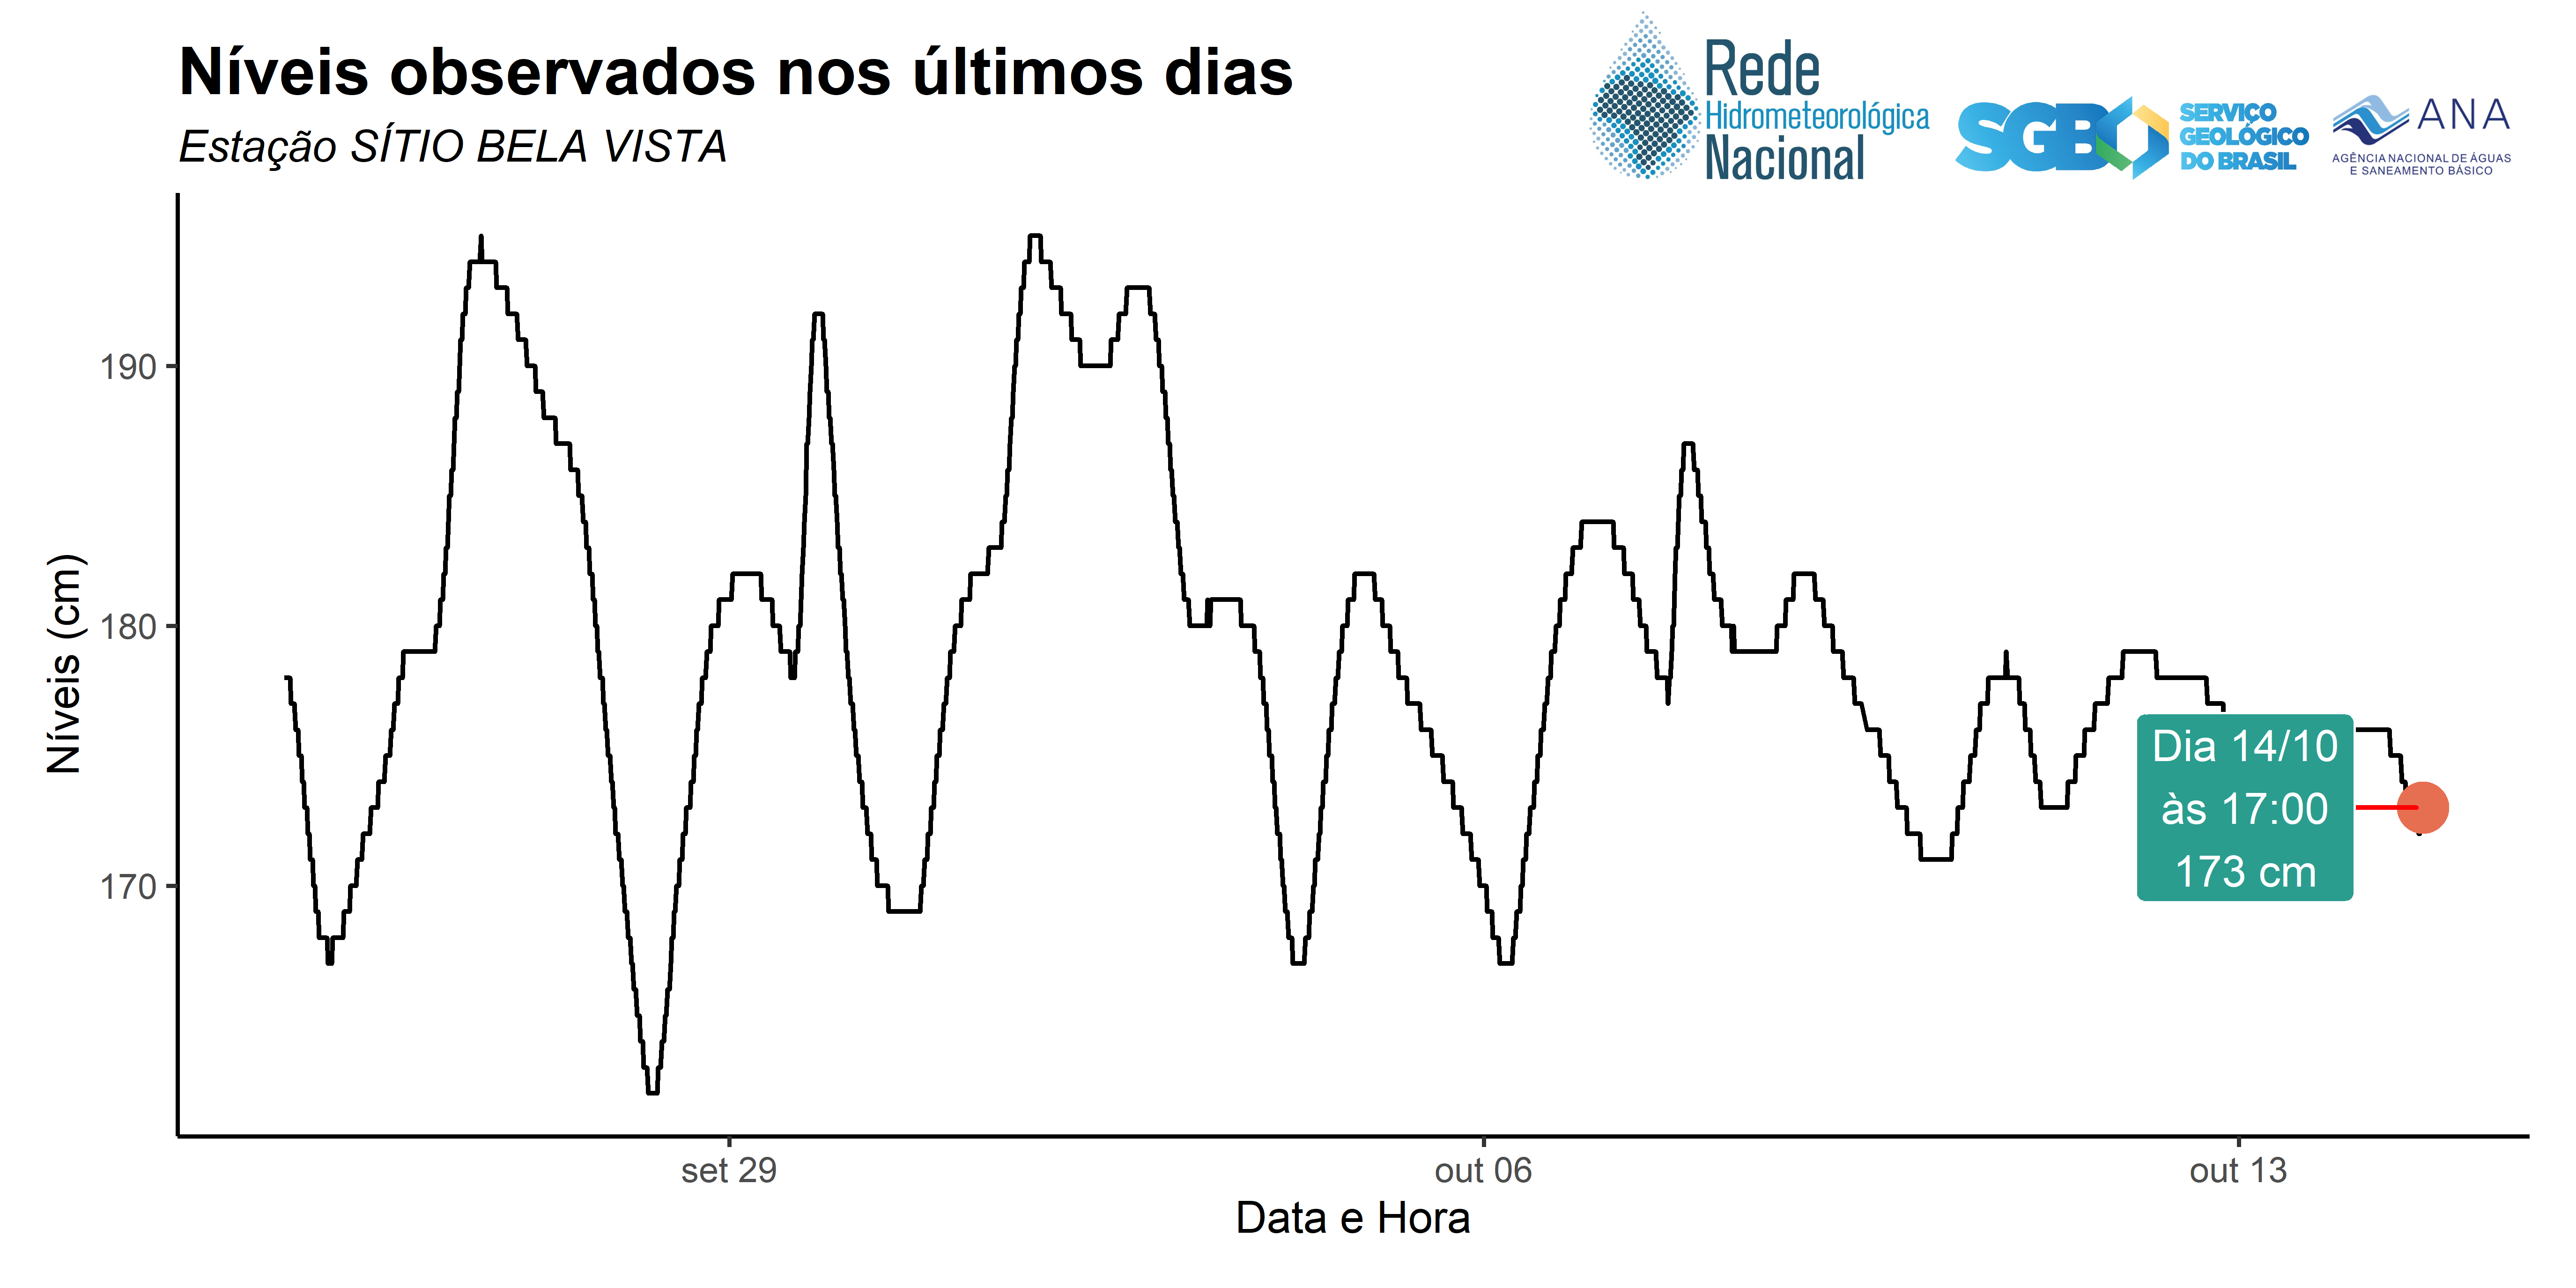 Níveis observados nos últimos dias
Estação SÍTIO BELA VISTA
Rede
Hidrometeorológica
Nacional
SGB
SERVIÇO
GEOLÓGICO
DO BRASIL
ANA
AGÊNCIA NACIONAL DE ÁGUAS
E SANEAMENTO BÁSICO
Níveis (cm)
190
180
170
Dia 14/10
às 17:00
173 cm
set 29
out 06
out 13
Data e Hora